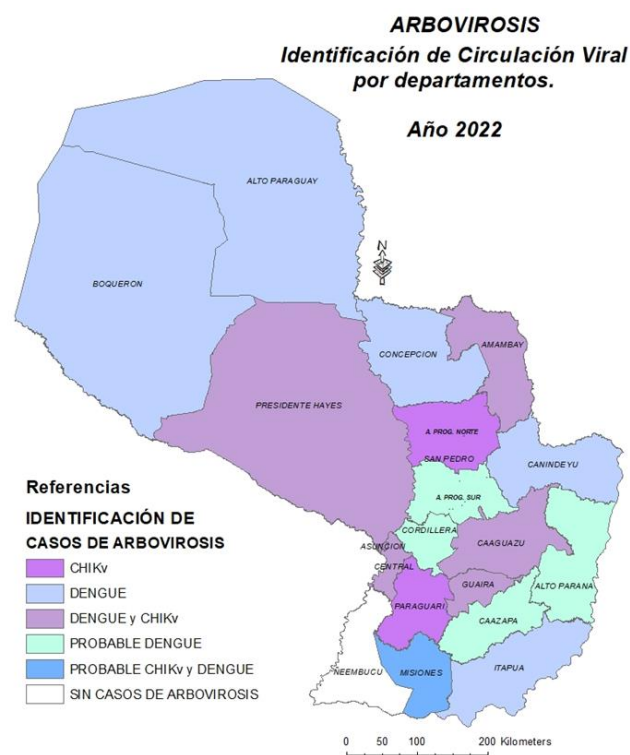 ARBOVIROSIS
Identificación de Circulación Viral
por departamentos.
Año 2022
ALTO PARAGUAY
N
BOQUERON
CONCEPCION
AMAMBAY
PRESIDENTE HAYES
A. PROG. NORTE
SAN PEDRO
CANINDEYU
A. PROG. SUR
CORDILLERA
ASUNCION
CAAGUAZU
CENTRAL
GUAIRA
ALTO PARANA
PARAGUARI
CAAZAPA
ÑEEMBUCU
MISIONES
ITAPUA
Referencias
IDENTIFICACIÓN DE
CASOS DE ARBOVIROSIS
CHIKv
DENGUE
DENGUE y CHIKv
PROBABLE DENGUE
PROBABLE CHIKv y DENGUE
SIN CASOS DE ARBOVIROSIS
0 50 100 200 Kilometers